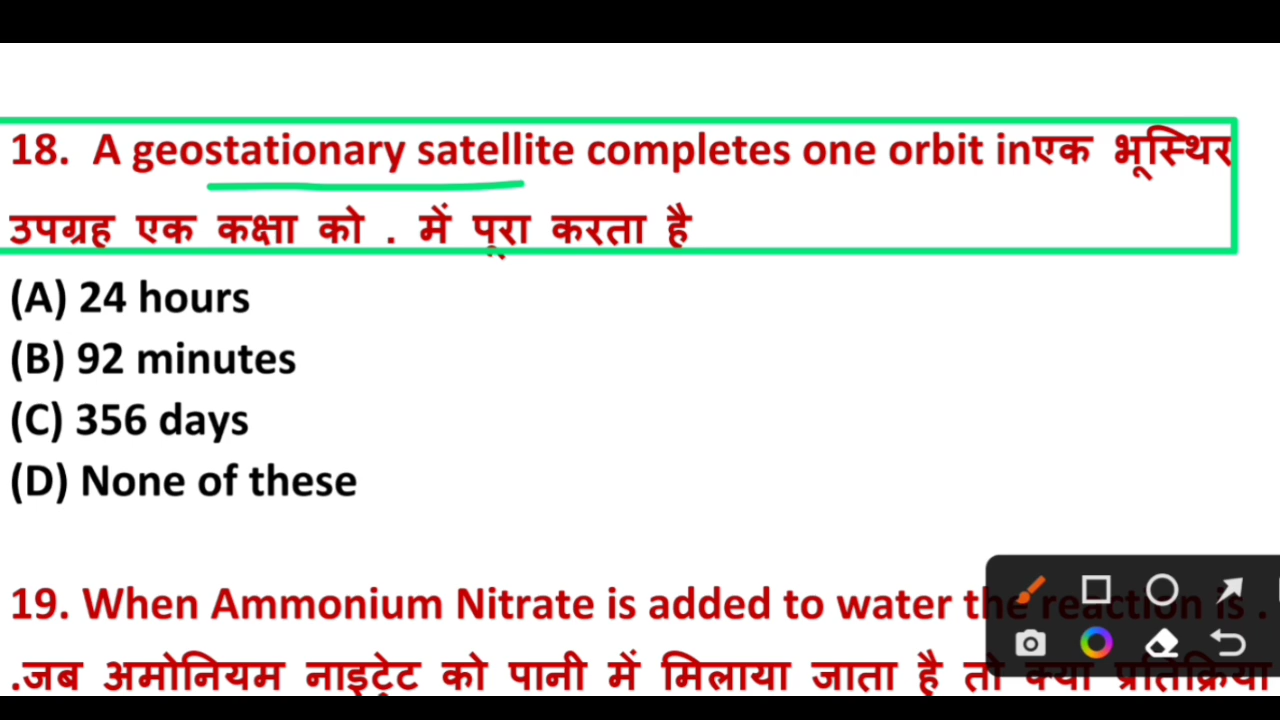 18. A geostationary satellite completes one orbit inएक भूस्थिर
उपग्रह एक कक्षा को . में पूरा करता है
(A) 24 hours
(B) 92 minutes
(C) 356 days
(D) None of these
19. When Ammonium Nitrate is added to water the reaction is .
.जब अमोनियम नाइट्रेट को पानी में मिलाया जाता है तो क्या प्रतिक्रिया